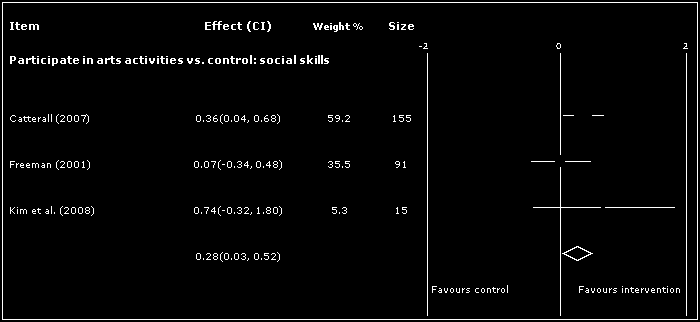 Item Effect (CI) Weight % Size
-2 0 2
Participate in arts activities vs. control: social skills
Catterall (2007) 0.36(0.04, 0.68) 59.2 155
Freeman (2001) 0.07(-0.34, 0.48) 35.5 91
Kim et al. (2008) 0.74(-0.32, 1.80) 5.3 15
0.28(0.03, 0.52)
Favours control Favours intervention